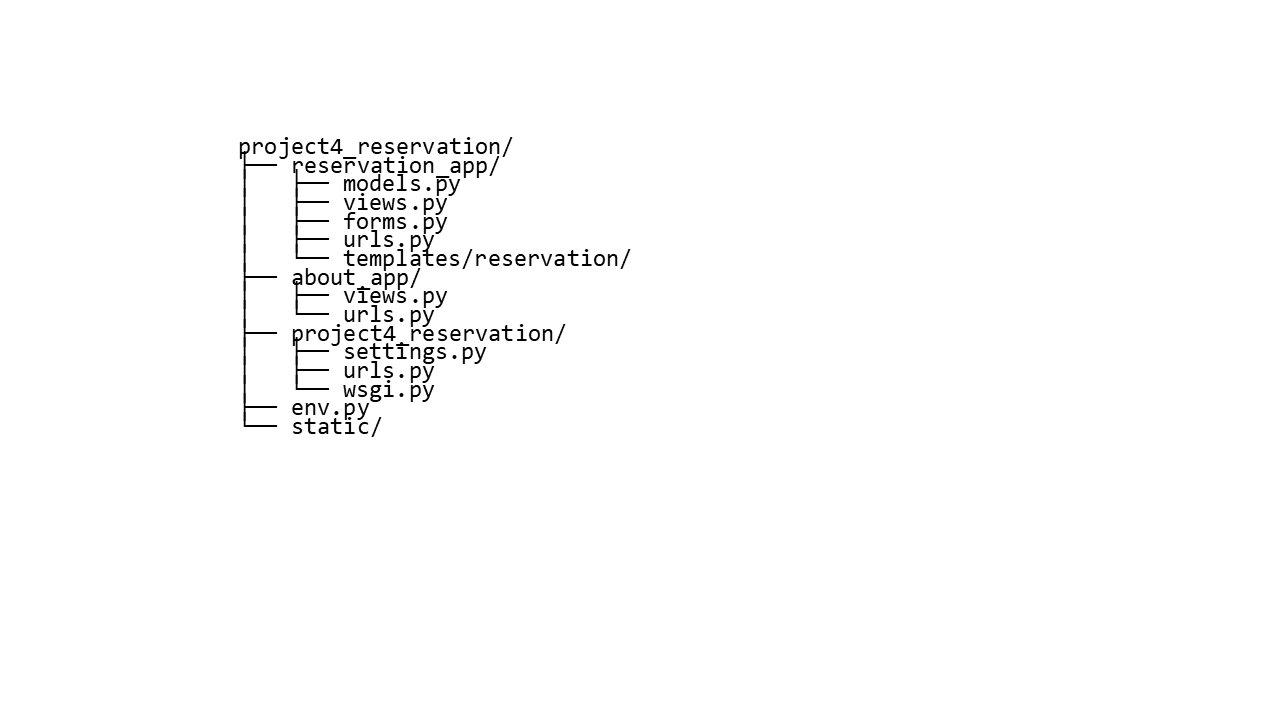 project4_reservation/
├── reservation_app/
│   ├── models.py
│   ├── views.py
│   ├── forms.py
│   ├── urls.py
│   └── templates/reservation/
├── about_app/
│   ├── views.py
│   └── urls.py
├── project4_reservation/
│   ├── settings.py
│   ├── urls.py
│   └── wsgi.py
├── env.py
└── static/